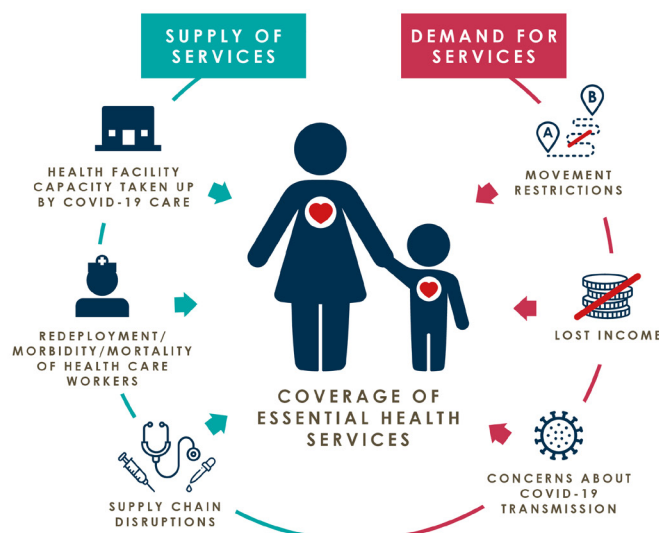 SUPPLY OF
SERVICES
DEMAND FOR
SERVICES
HEALTH FACILITY
CAPACITY TAKEN UP
BY COVID-19 CARE
A
B
MOVEMENT
RESTRICTIONS
REDEPLOYMENT/
MORBIDITY/MORTALITY
OF HEALTH CARE
WORKERS
LOST INCOME
COVERAGE OF
ESSENTIAL HEALTH
SERVICES
SUPPLY CHAIN
DISRUPTIONS
CONCERNS ABOUT
COVID-19
TRANSMISSION